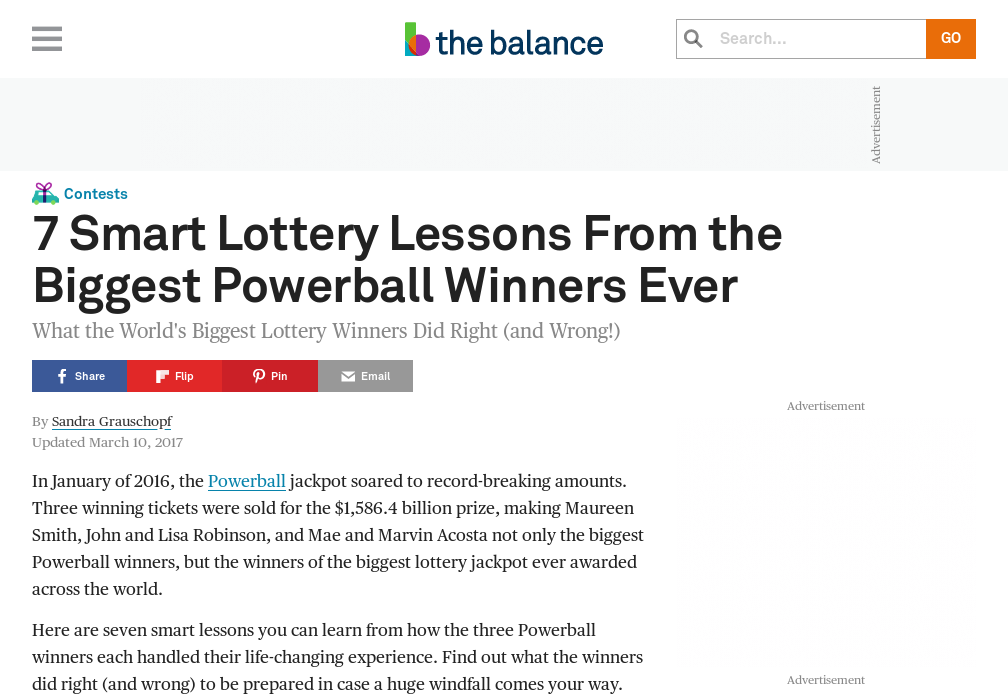 the balance
Search...
GO
Advertisement
Contests
7 Smart Lottery Lessons From the
Biggest Powerball Winners Ever
What the World's Biggest Lottery Winners Did Right (and Wrong!)
Share
Flip
Pin
Email
Advertisement
By Sandra Grauschopf
Updated March 10, 2017
In January of 2016, the Powerball jackpot soared to record-breaking amounts.
Three winning tickets were sold for the $1,586.4 billion prize, making Maureen
Smith, John and Lisa Robinson, and Mae and Marvin Acosta not only the biggest
Powerball winners, but the winners of the biggest lottery jackpot ever awarded
across the world.
Here are seven smart lessons you can learn from how the three Powerball
winners each handled their life-changing experience. Find out what the winners
did right (and wrong) to be prepared in case a huge windfall comes your way.
Advertisement